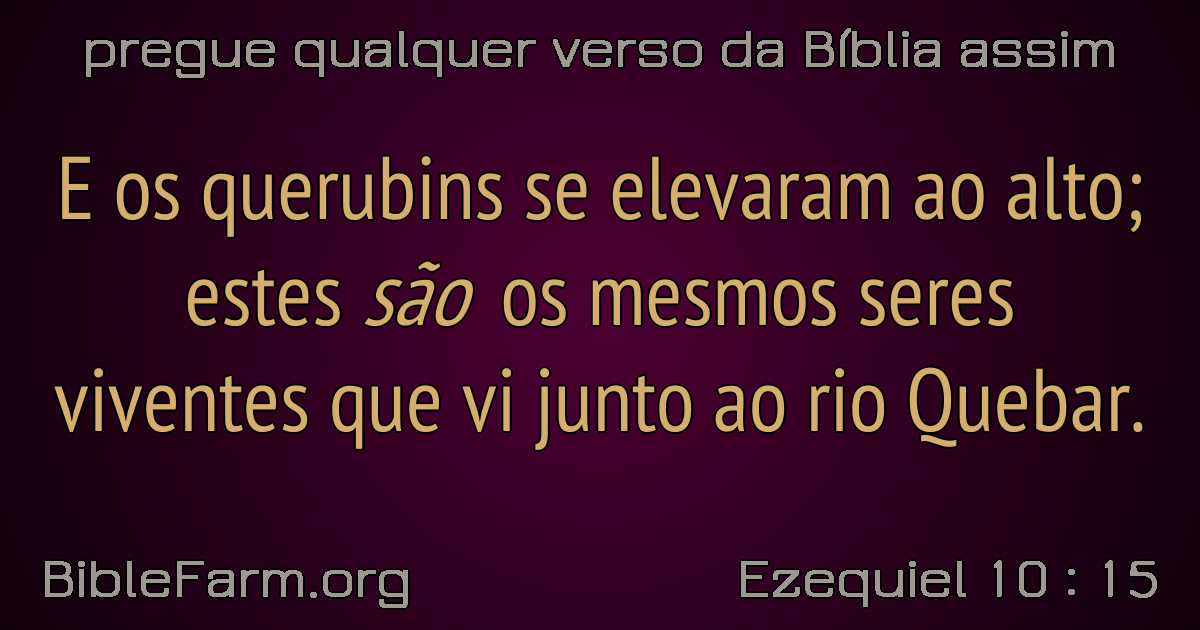 pregue qualquer verso da Bíblia assim
E os querubins se elevaram ao alto;
estes são os mesmos seres
viventes que vi junto ao rio Quebar.
BibleFarm.org
Ezequiel 10 : 15